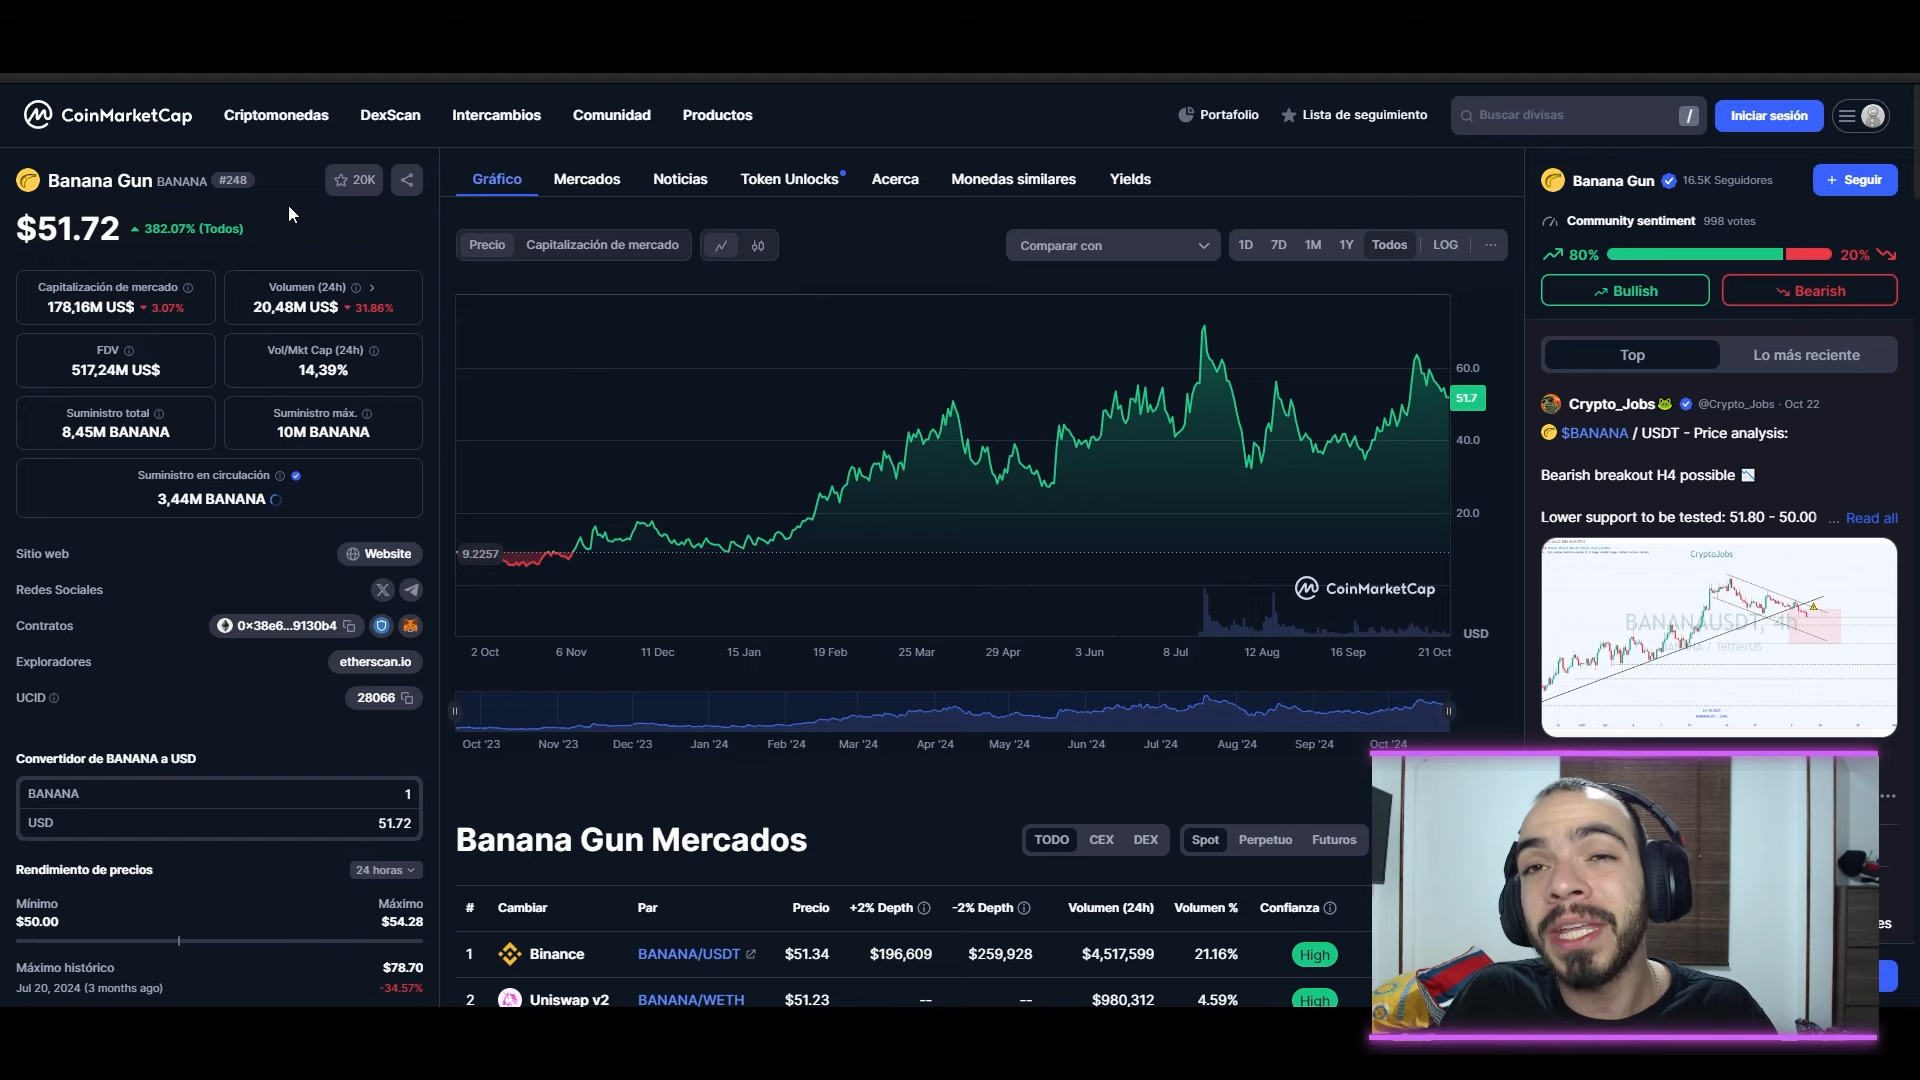 CoinMarketCap
Criptomonedas DexScan Intercambios Comunidad Productos
Portafolio Lista de seguimiento Buscar divisas / Iniciar sesión
Banana Gun BANANA #248 20K
$51.72 382.07% (Todos)
Capitalización de mercado
178,16M US$ 3.07%
Volumen (24h)
20,48M US$ 31.86%
FDV
517,24M US$
Vol/Mkt Cap (24h)
14,39%
Suministro total
8,45M BANANA
Suministro máx.
10M BANANA
Suministro en circulación
3,44M BANANA
Sitio web Website
Redes Sociales
Contratos 0x38e6...9130b4
Exploradores etherscan.io
UCID 28066
Convertidor de BANANA a USD
BANANA 1
USD 51.72
Rendimiento de precios 24 horas
Mínimo Máximo
$50.00 $54.28
Máximo histórico $78.70
Jul 20, 2024 (3 months ago) -34.57%
Gráfico Mercados Noticias Token Unlocks Acerca Monedas similares Yields
Precio Capitalización de mercado
Comparar con 1D 7D 1M 1Y Todos LOG ...
60.0
51.7
40.0
20.0
9.2257
CoinMarketCap
USD
2 Oct 6 Nov 11 Dec 15 Jan 19 Feb 25 Mar 29 Apr 3 Jun 8 Jul 12 Aug 16 Sep 21 Oct
Oct '23 Nov '23 Dec '23 Jan '24 Feb '24 Mar '24 Apr '24 May '24 Jun '24 Jul '24 Aug '24 Sep '24 Oct '24
Banana Gun Mercados
TODO CEX DEX Spot Perpetuo Futuros
# Cambiar Par Precio +2% Depth -2% Depth Volumen (24h) Volumen % Confianza
1 Binance BANANA/USDT $51.34 $196,609 $259,928 $4,517,599 21.16% High
2 Uniswap v2 BANANA/WETH $51.23 -- -- $980,312 4.59% High
Banana Gun 16.5K Seguidores + Seguir
Community sentiment 998 votes
80% 20%
Bullish Bearish
Top Lo más reciente
Crypto_Jobs @Crypto_Jobs · Oct 22
$BANANA / USDT - Price analysis:
Bearish breakout H4 possible
Lower support to be tested: 51.80 - 50.00 ... Read all
CryptoJobs
BANANAUSDT, 4h
BANANA / TetherUS
es